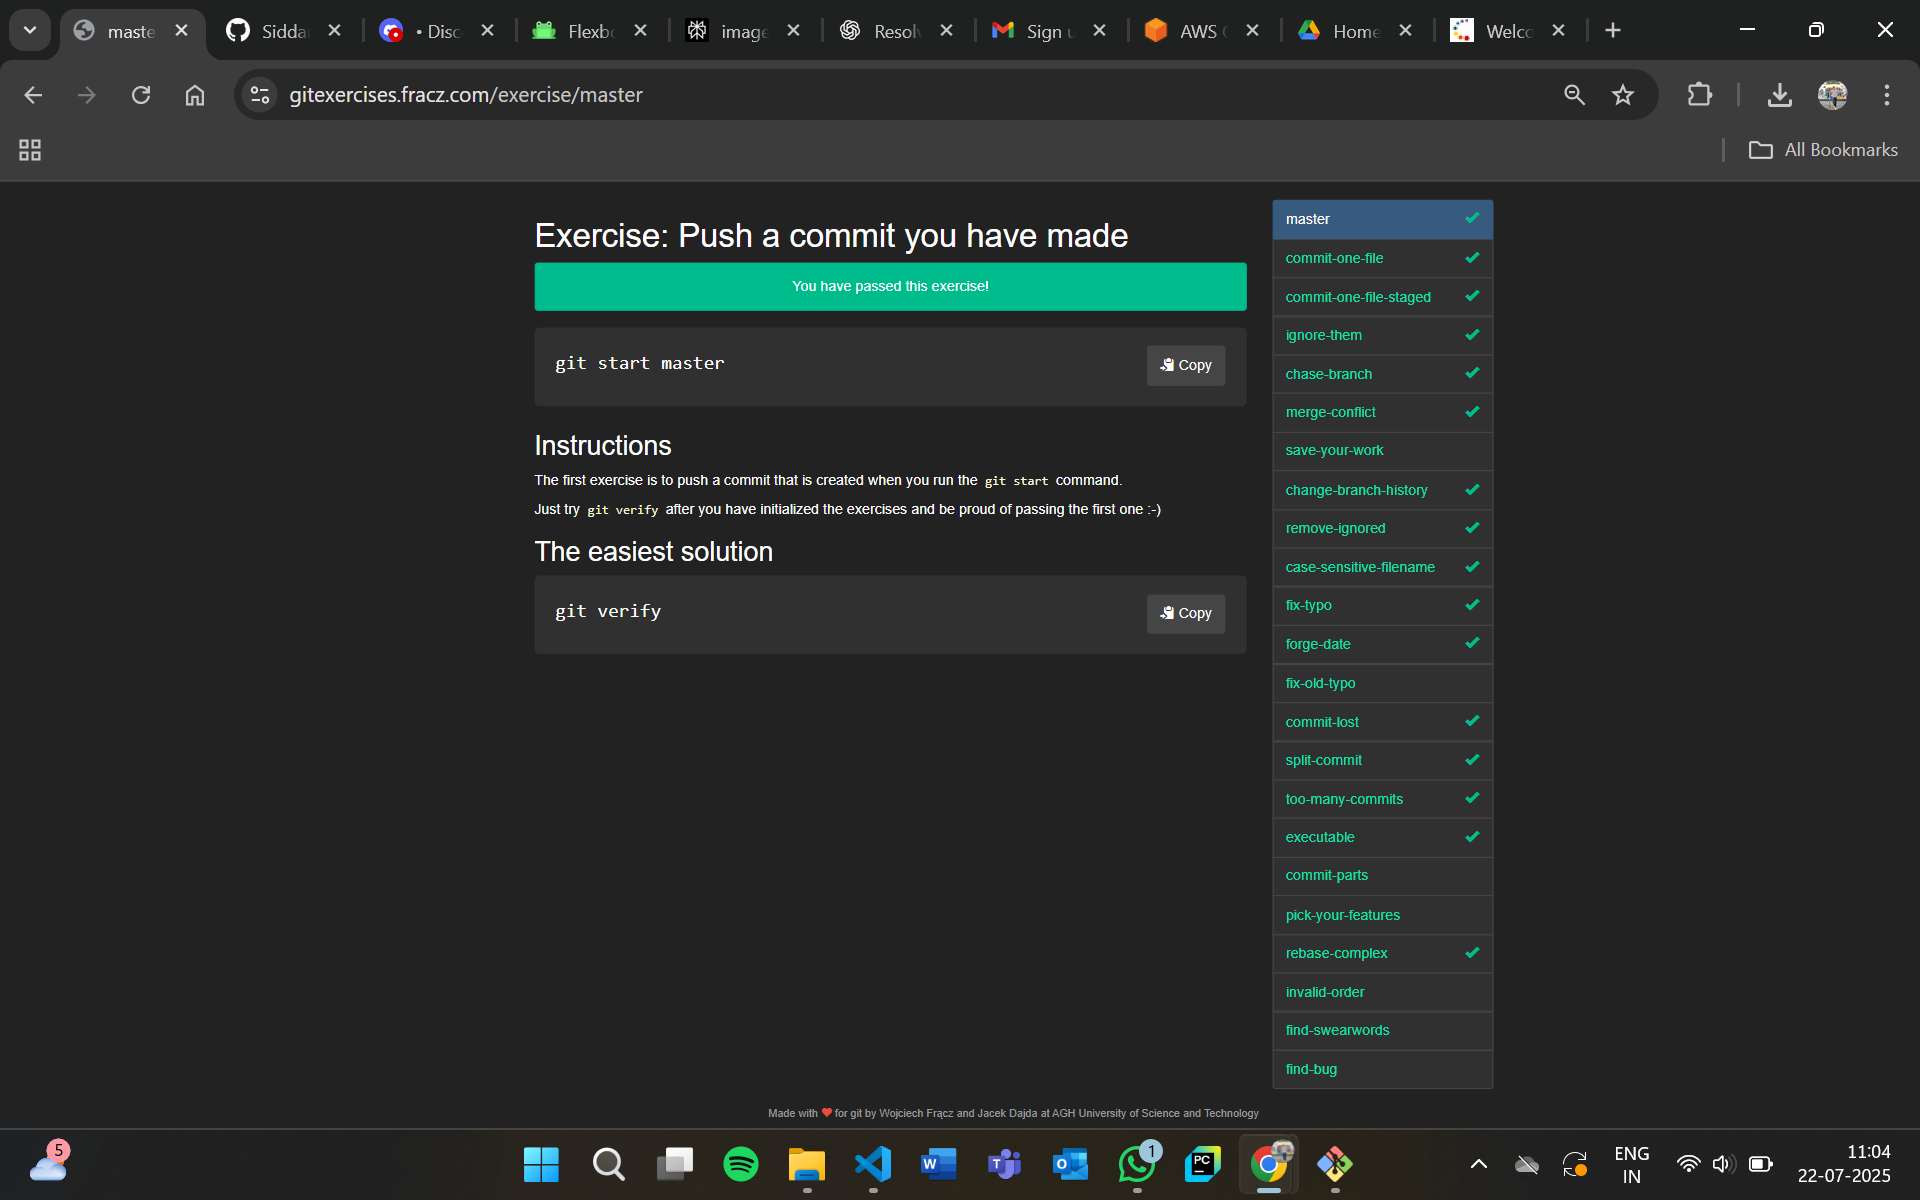 maste
Sidda
• Disc
Flexbo
image
Resolv
Sign u
AWS
Home
Welco
gitexercises.fracz.com/exercise/master
All Bookmarks
Exercise: Push a commit you have made
You have passed this exercise!
git start master
Copy
Instructions
The first exercise is to push a commit that is created when you run the git start command.
Just try git verify after you have initialized the exercises and be proud of passing the first one :-)
The easiest solution
git verify
Copy
master
commit-one-file
commit-one-file-staged
ignore-them
chase-branch
merge-conflict
save-your-work
change-branch-history
remove-ignored
case-sensitive-filename
fix-typo
forge-date
fix-old-typo
commit-lost
split-commit
too-many-commits
executable
commit-parts
pick-your-features
rebase-complex
invalid-order
find-swearwords
find-bug
Made with ❤ for git by Wojciech Frącz and Jacek Dajda at AGH University of Science and Technology
5
W
T
O
1
PC
ENG
IN
11:04
22-07-2025